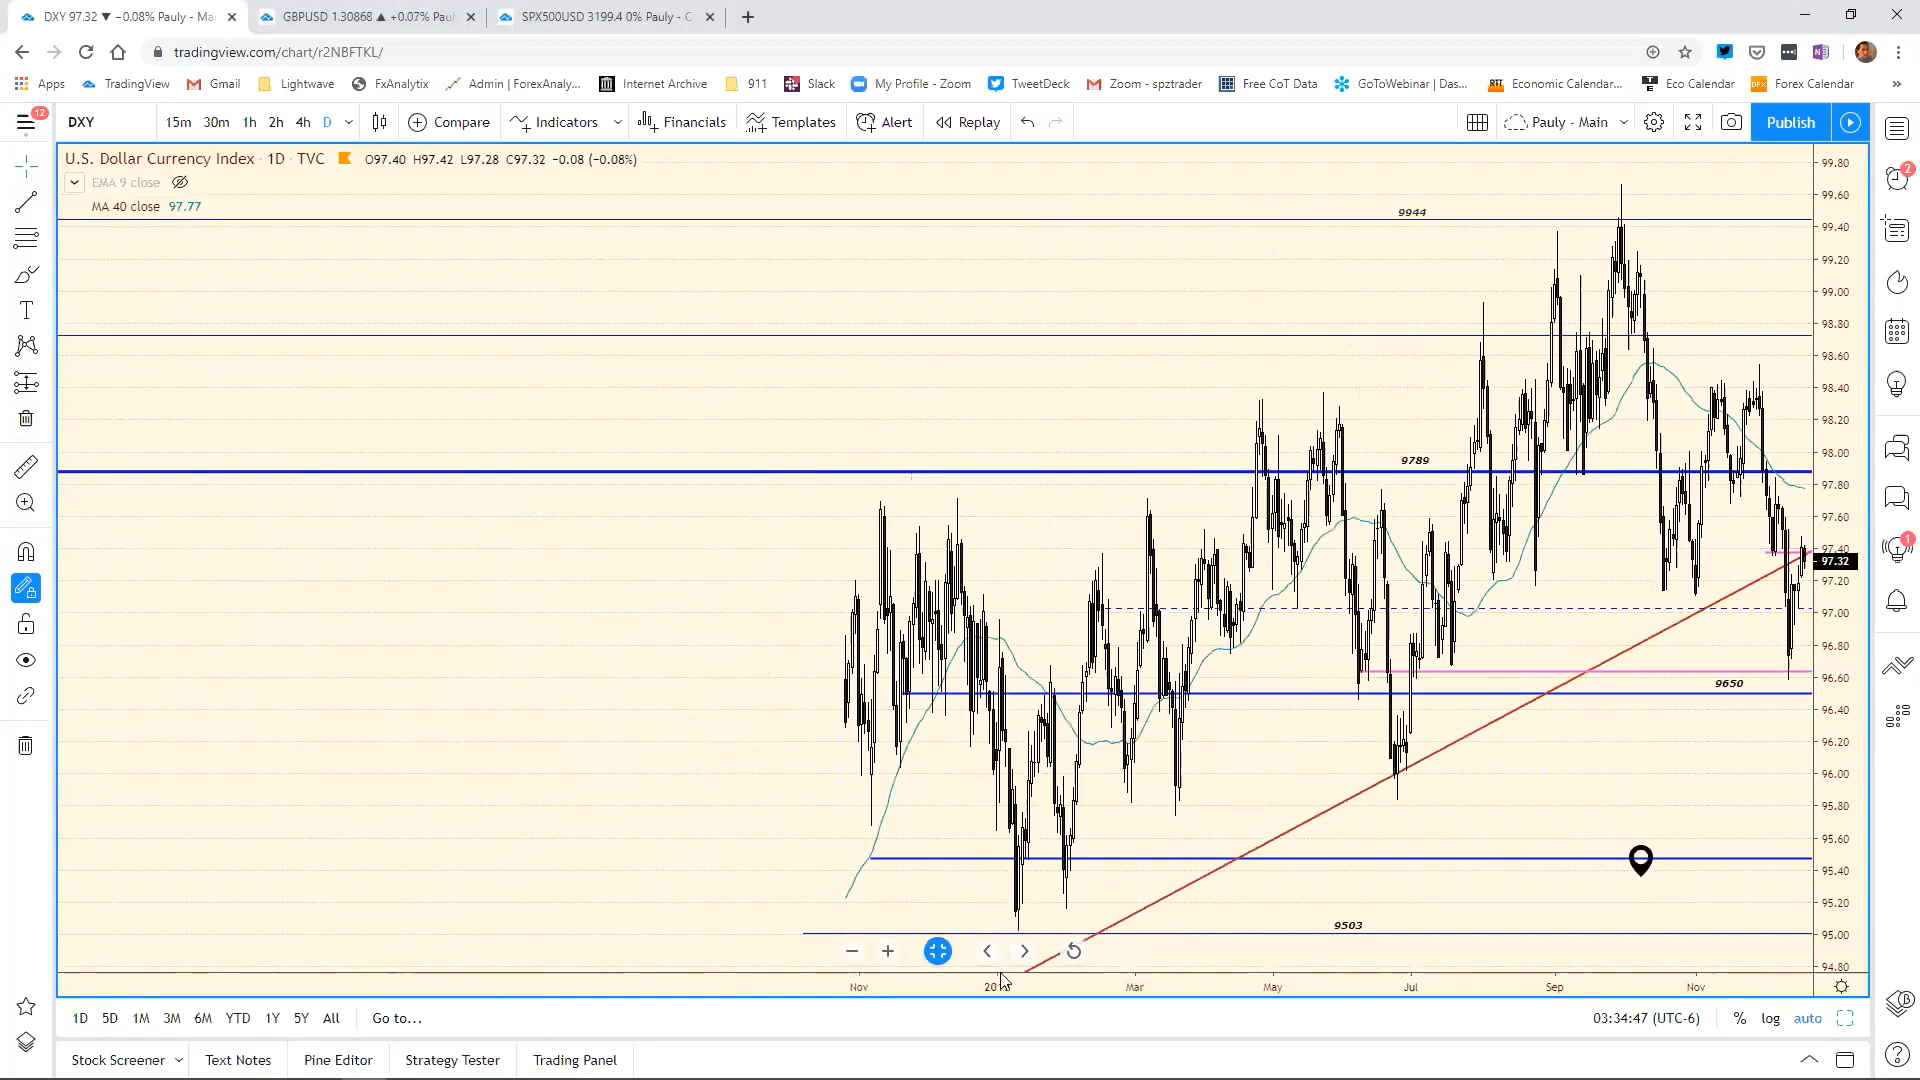 DXY 97.32 ▼ −0.08% Pauly - Mai
GBPUSD 1.30868 ▲ +0.07% Paul
SPX500USD 3199.4 0% Pauly - C
tradingview.com/chart/r2NBFTKL/
Apps TradingView Gmail Lightwave FxAnalytix Admin | ForexAnaly... Internet Archive 911 Slack My Profile - Zoom TweetDeck Zoom - spztrader Free CoT Data GoToWebinar | Das... Economic Calendar... Eco Calendar Forex Calendar »
12 DXY 15m 30m 1h 2h 4h D Compare Indicators Financials Templates Alert Replay Pauly - Main Publish
U.S. Dollar Currency Index · 1D · TVC O97.40 H97.42 L97.28 C97.32 −0.08 (−0.08%)
EMA 9 close
MA 40 close 97.77
99.80
2
99.60
9944
99.40
99.20
99.00
98.80
98.60
98.40
98.20
98.00
9789
97.80
97.60
97.40
1
97.32
97.20
97.00
96.80
96.60
9650
96.40
96.20
96.00
95.80
95.60
95.40
95.20
9503
95.00
94.80
Nov Mar May Jul Sep Nov
1D 5D 1M 3M 6M YTD 1Y 5Y All Go to... 03:34:47 (UTC-6) % log auto
Stock Screener Text Notes Pine Editor Strategy Tester Trading Panel